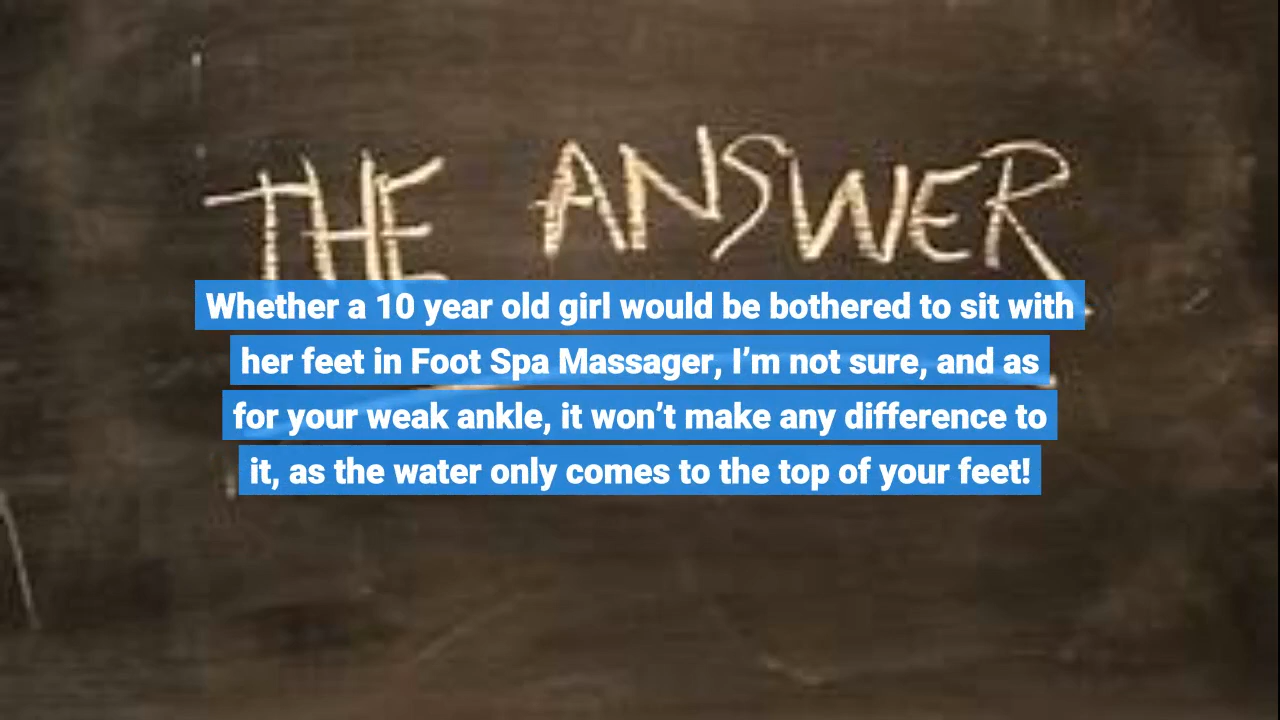 THE ANSWER
Whether a 10 year old girl would be bothered to sit with
her feet in Foot Spa Massager, I’m not sure, and as
for your weak ankle, it won’t make any difference to
it, as the water only comes to the top of your feet!